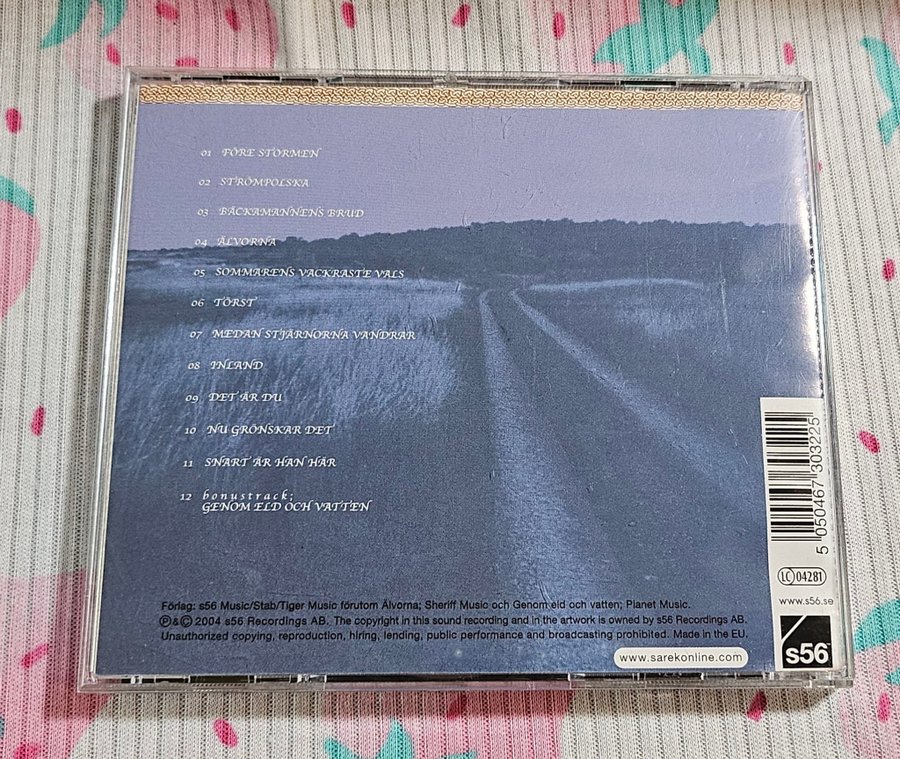 01 FÖRE STORMEN
02 STRÖMPOLSKA
03 BÄCKAMANNENS BRUD
04 ÄLVORNA
05 SOMMARENS VACKRASTE VALS
06 TÖRST
07 MEDAN STJÄRNORNA VANDRAR
08 INLAND
09 DET ÄR DU
10 NU GRÖNSKAR DET
11 SNART ÄR HAN HÄR
12 bonustrack;
GENOM ELD OCH VATTEN
Förlag: s56 Music/Stab/Tiger Music förutom Älvorna; Sheriff Music och Genom eld och vatten; Planet Music.
℗&© 2004 s56 Recordings AB. The copyright in this sound recording and in the artwork is owned by s56 Recordings AB.
Unauthorized copying, reproduction, hiring, lending, public performance and broadcasting prohibited. Made in the EU.
www.sarekonline.com
5 050467 303225
LC 04281
www.s56.se
s56